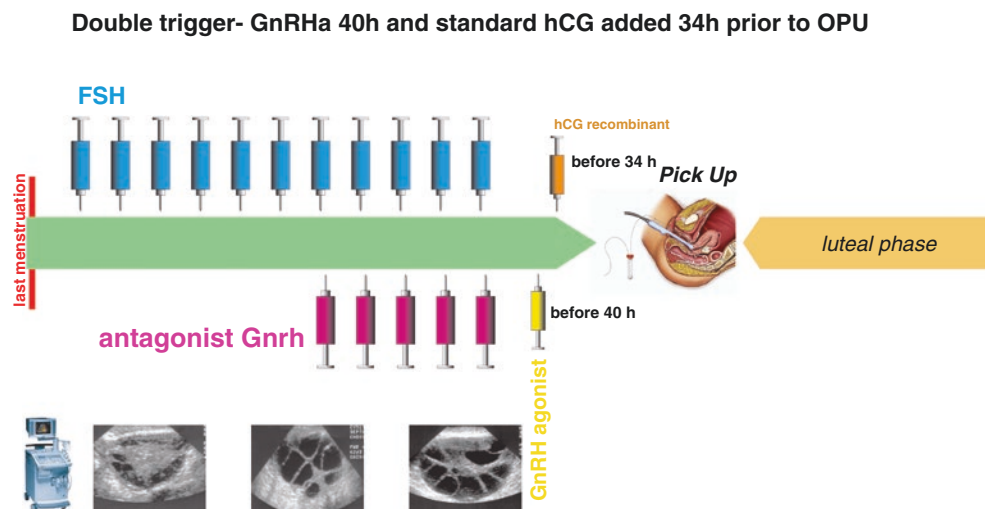 Double trigger- GnRHa 40h and standard hCG added 34h prior to OPU
FSH
hCG recombinant
before 34 h
Pick Up
last menstruation
luteal phase
antagonist Gnrh
before 40 h
GnRH agonist